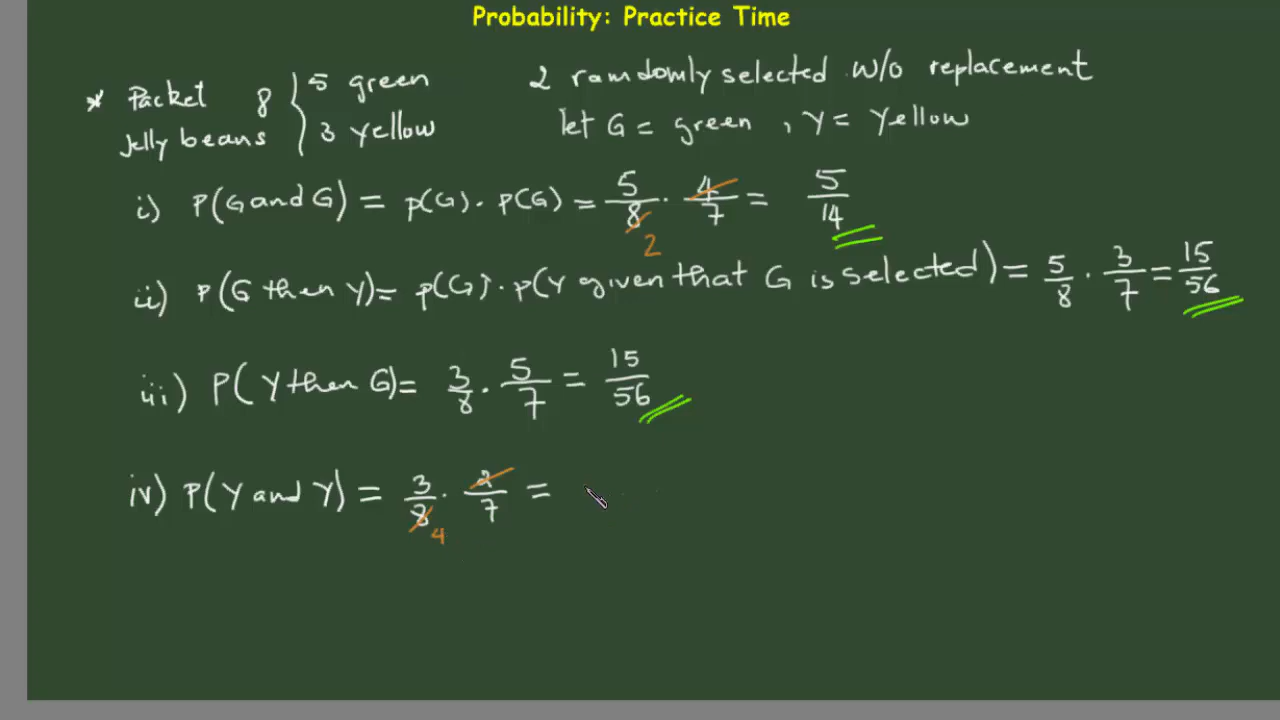 Probability: Practice Time
* Packet 8 { 5 green 2 randomly selected w/o replacement
Jelly beans 3 yellow let G = green , Y = Yellow
i) P(G and G) = p(G) · p(G) = 5/8 · 4/7 = 5/14
2
ii) P(G then Y) = p(G) · p(Y given that G is selected) = 5/8 · 3/7 = 15/56
iii) P(Y then G) = 3/8 · 5/7 = 15/56
iv) P(Y and Y) = 3/8 · 2/7 =
4